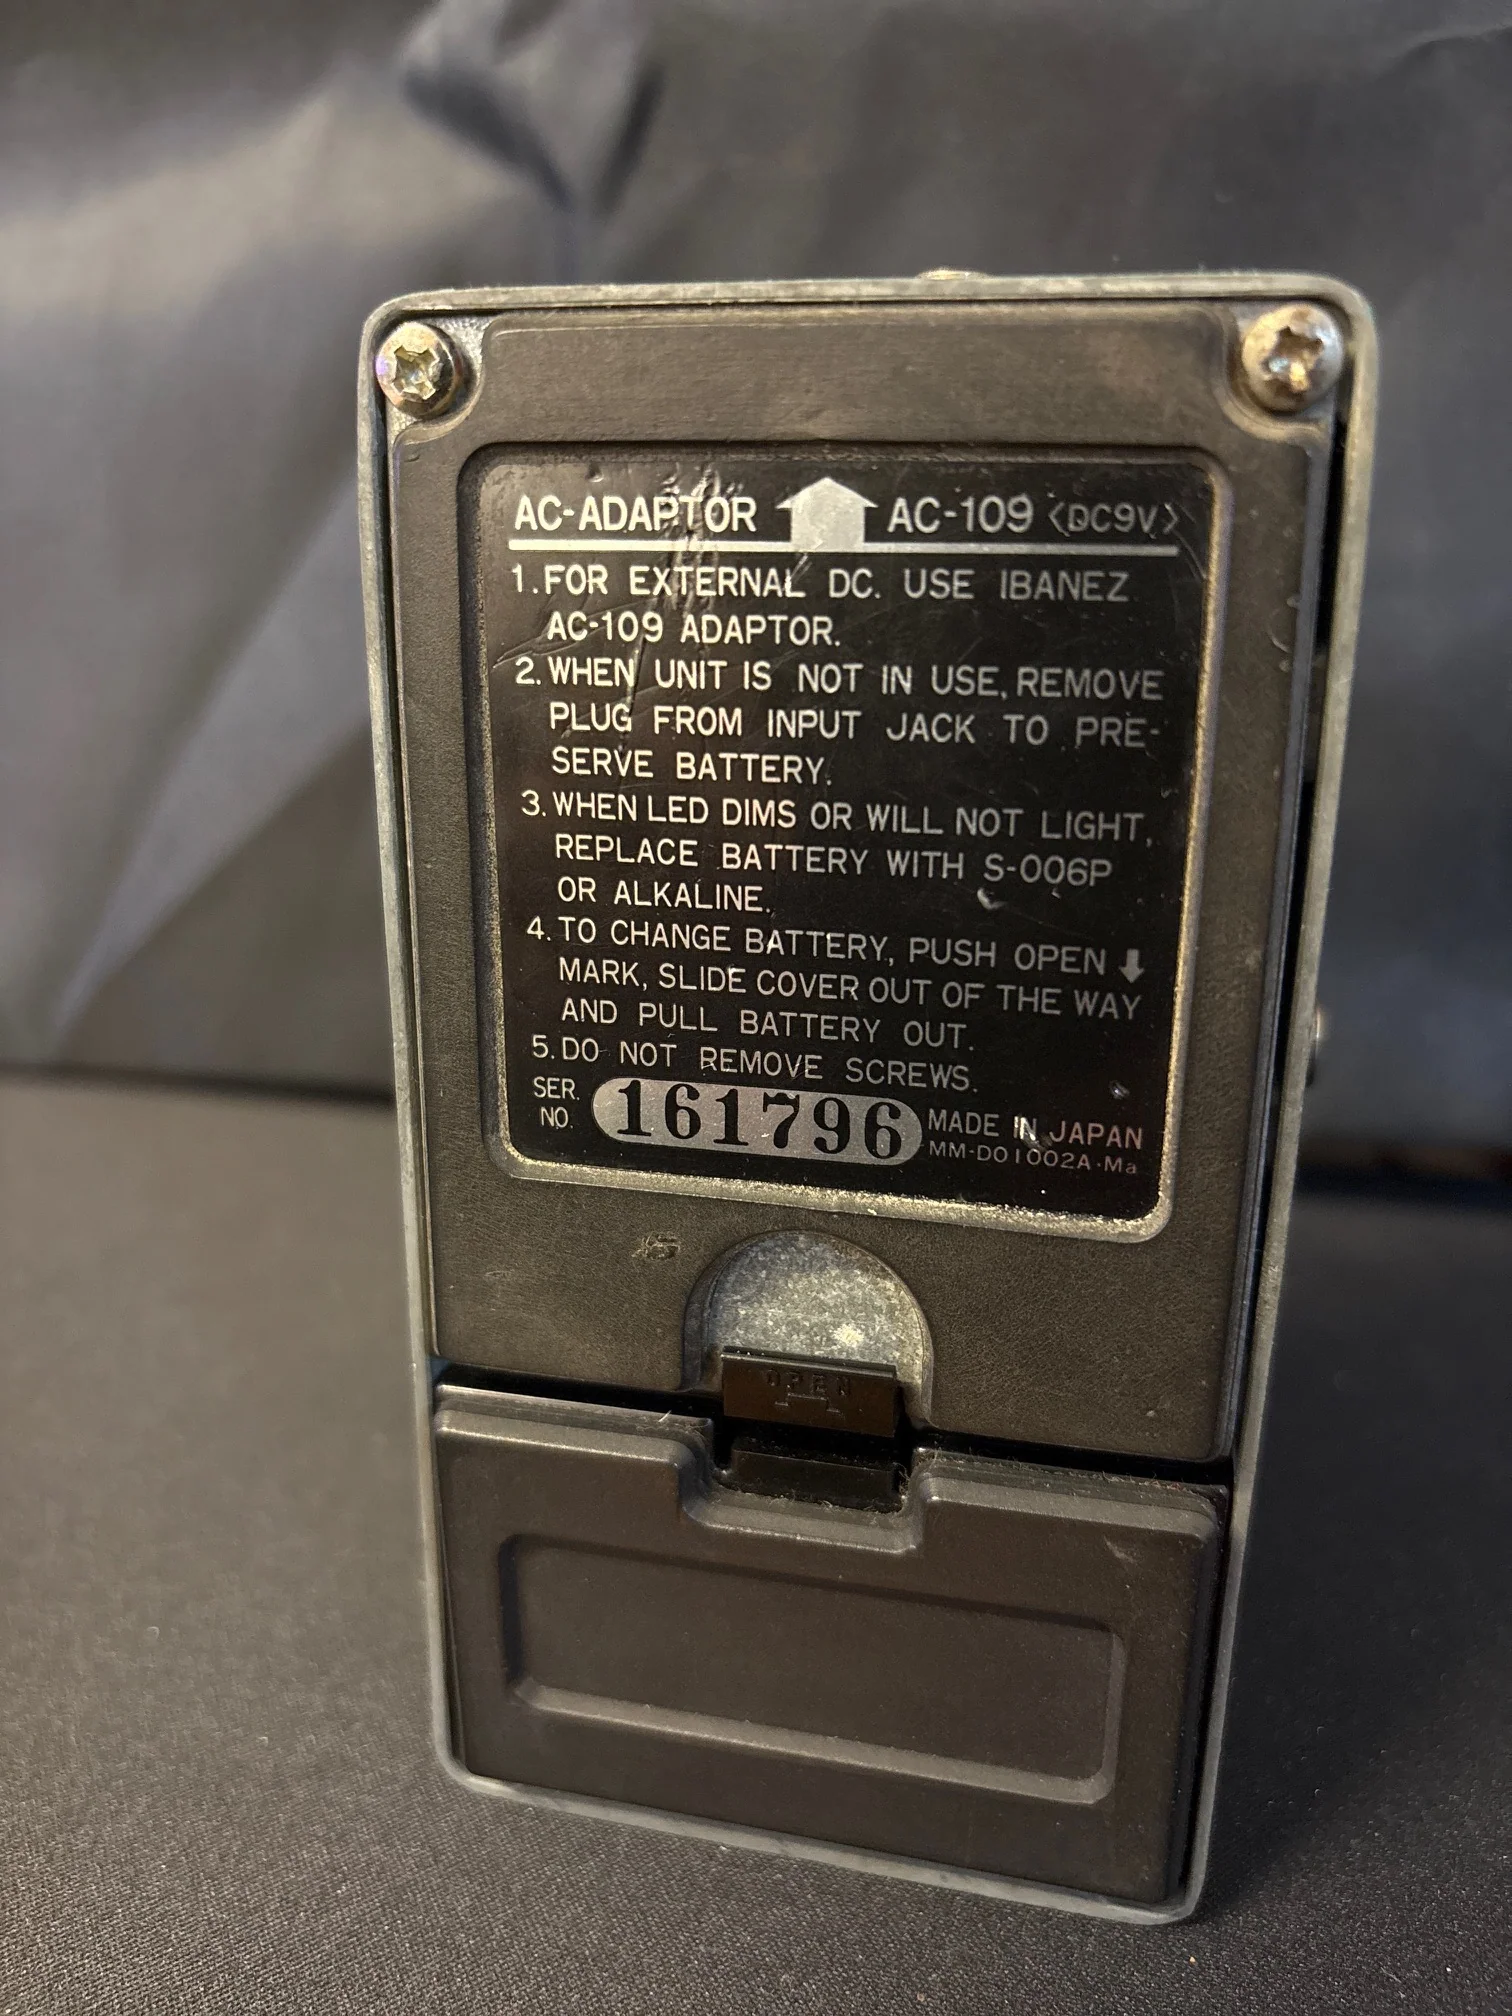 AC-ADAPTOR AC-109 <DC9V>
1. FOR EXTERNAL DC. USE IBANEZ
AC-109 ADAPTOR.
2. WHEN UNIT IS NOT IN USE, REMOVE
PLUG FROM INPUT JACK TO PRE-
SERVE BATTERY.
3. WHEN LED DIMS OR WILL NOT LIGHT,
REPLACE BATTERY WITH S-006P
OR ALKALINE.
4. TO CHANGE BATTERY, PUSH OPEN ⬇
MARK, SLIDE COVER OUT OF THE WAY
AND PULL BATTERY OUT.
5. DO NOT REMOVE SCREWS.
SER. NO. 161796 MADE IN JAPAN
MM-D01002A·Ma
OPEN